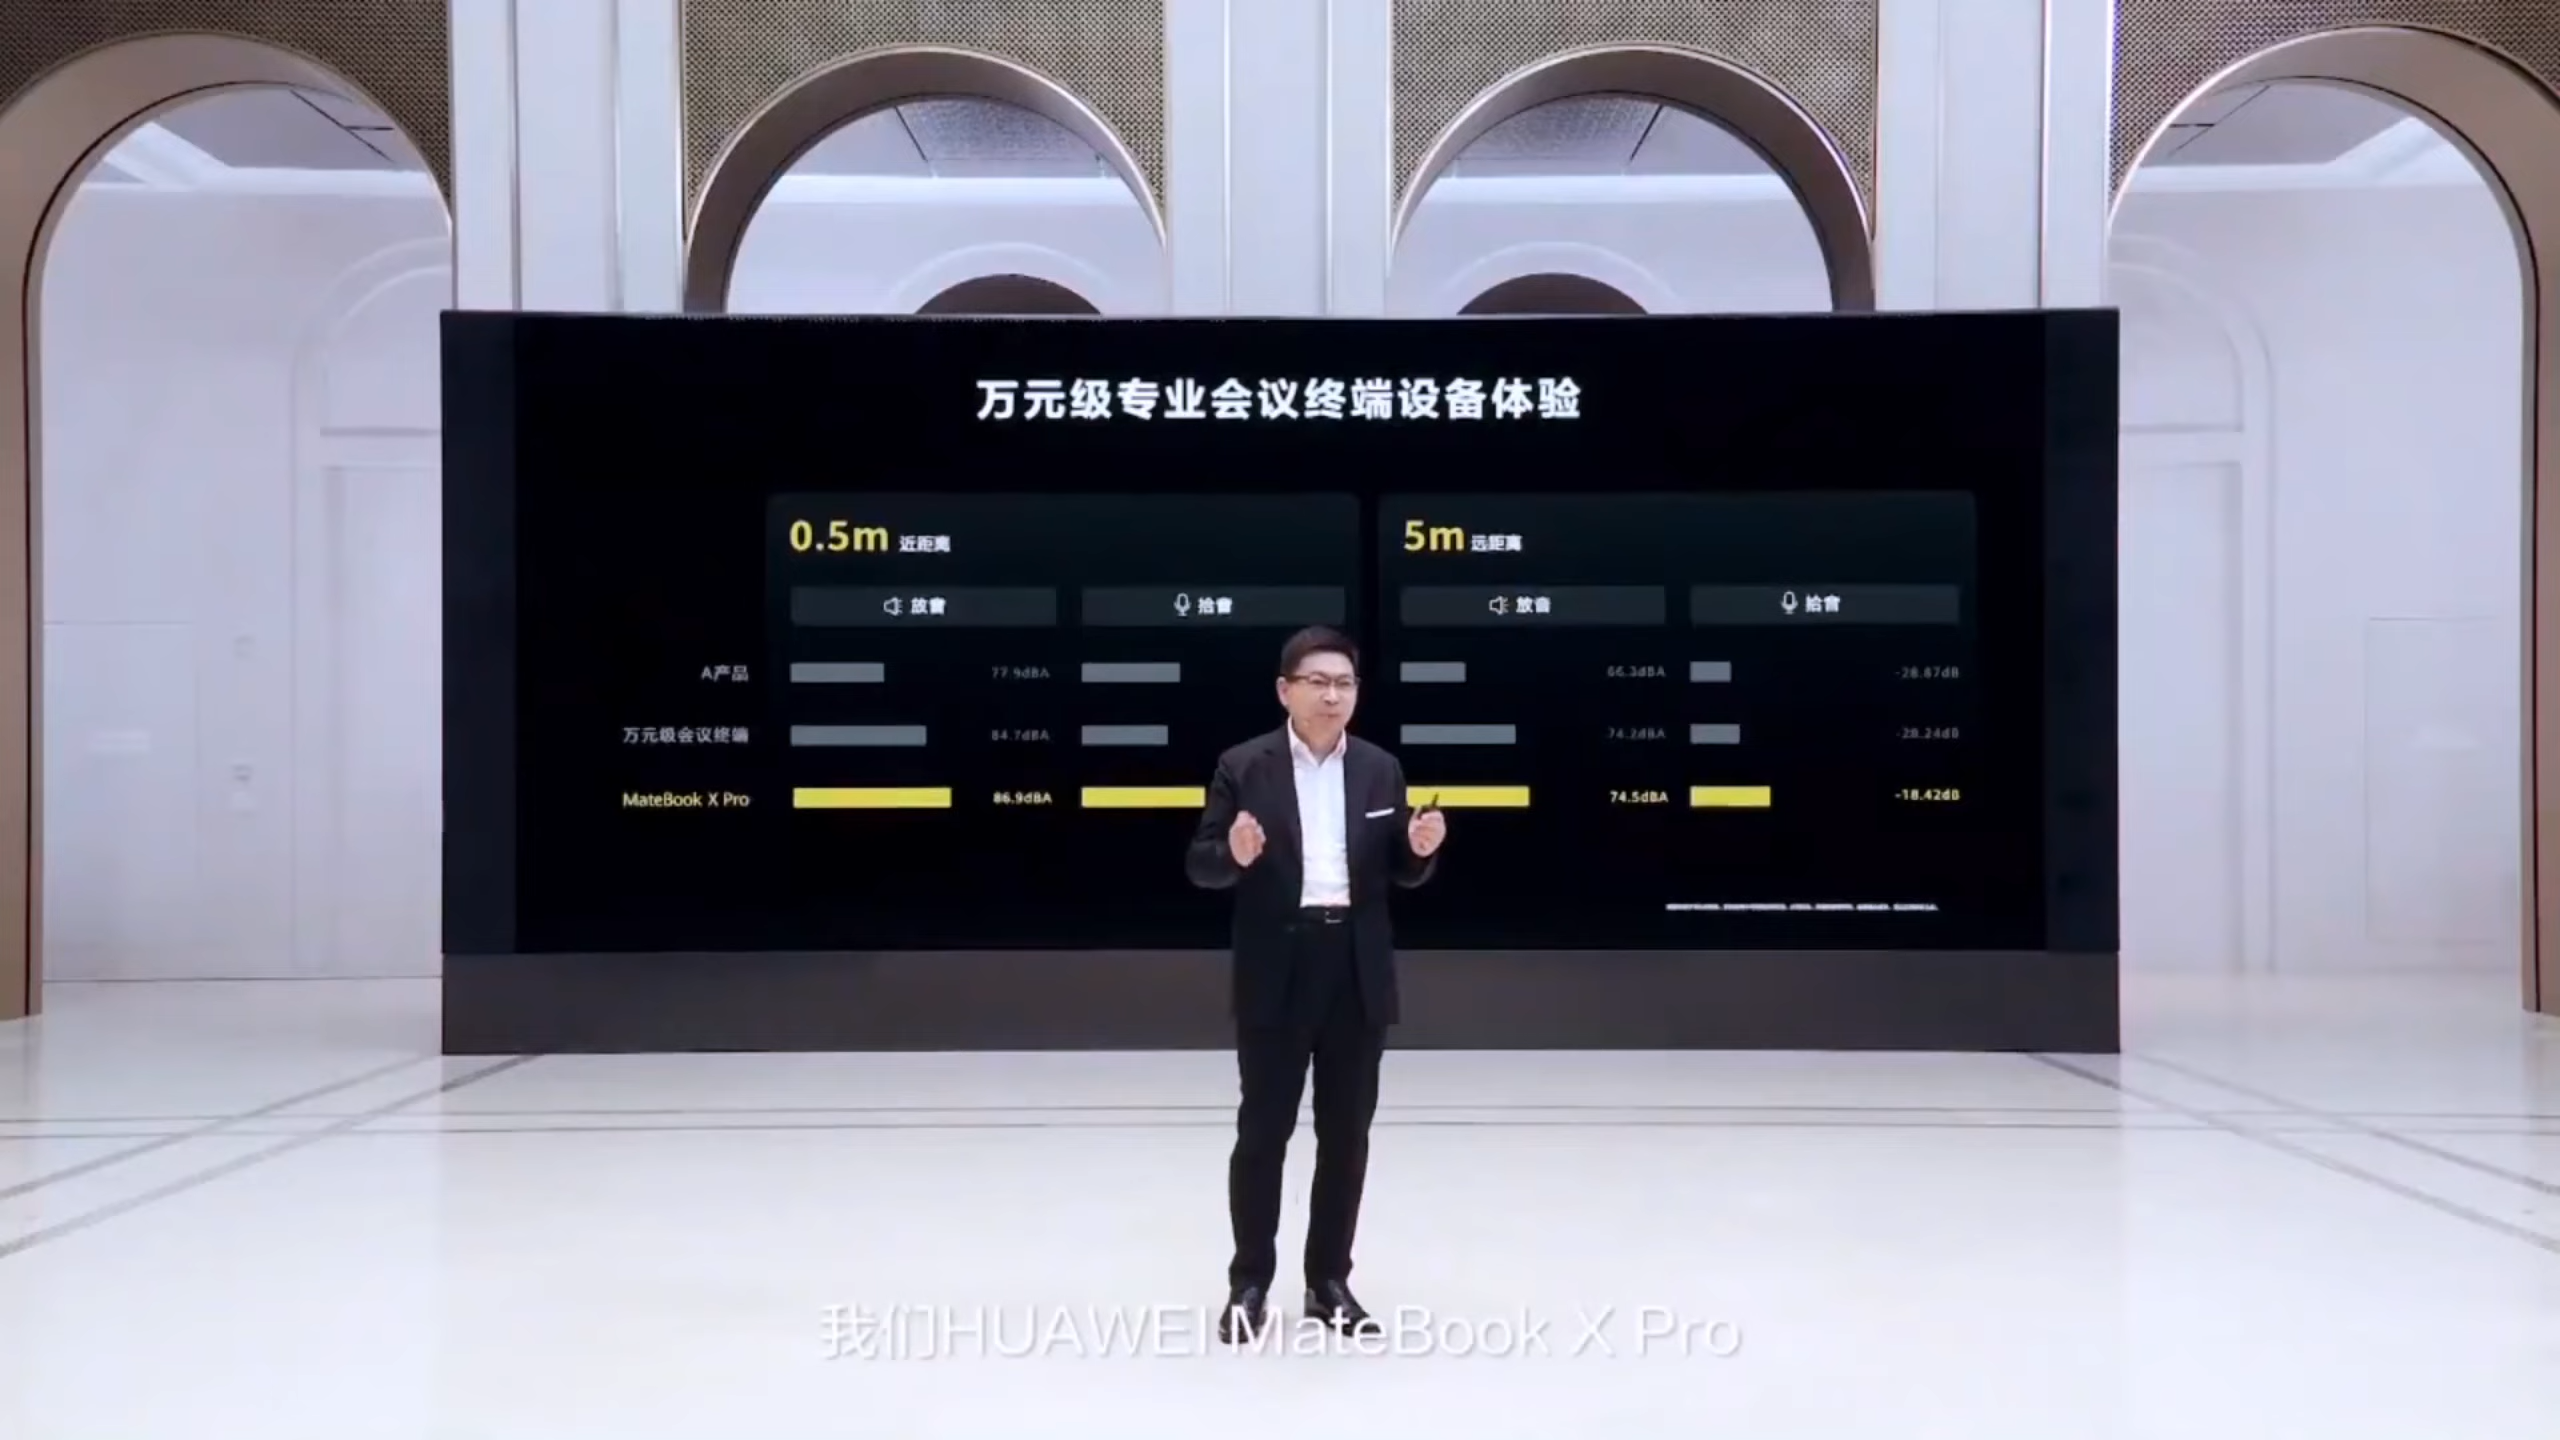 万元级专业会议终端设备体验
0.5m 近距离
5m 远距离
放音
拾音
放音
拾音
A产品
77.9dBA
66.3dBA
-28.87dB
万元级会议终端
84.7dBA
74.2dBA
-28.24dB
MateBook X Pro
86.9dBA
74.5dBA
-18.42dB
我们HUAWEI MateBook X Pro